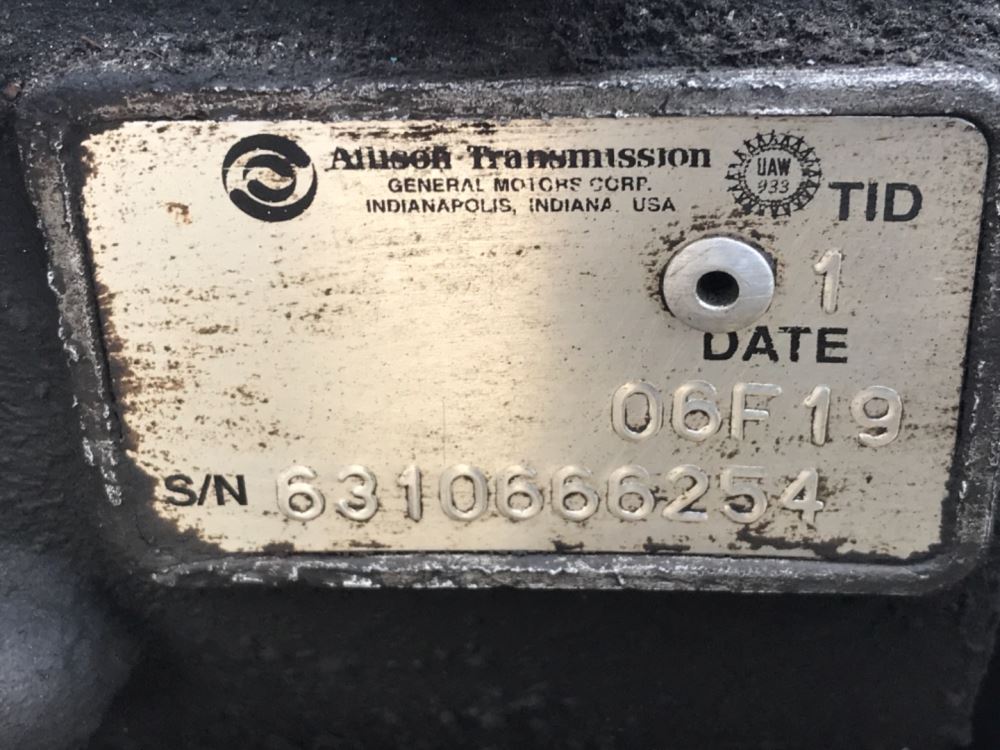 Allison Transmission
GENERAL MOTORS CORP.
INDIANAPOLIS, INDIANA USA
UAW
933
TID
1
DATE
06F19
S/N 6310666254